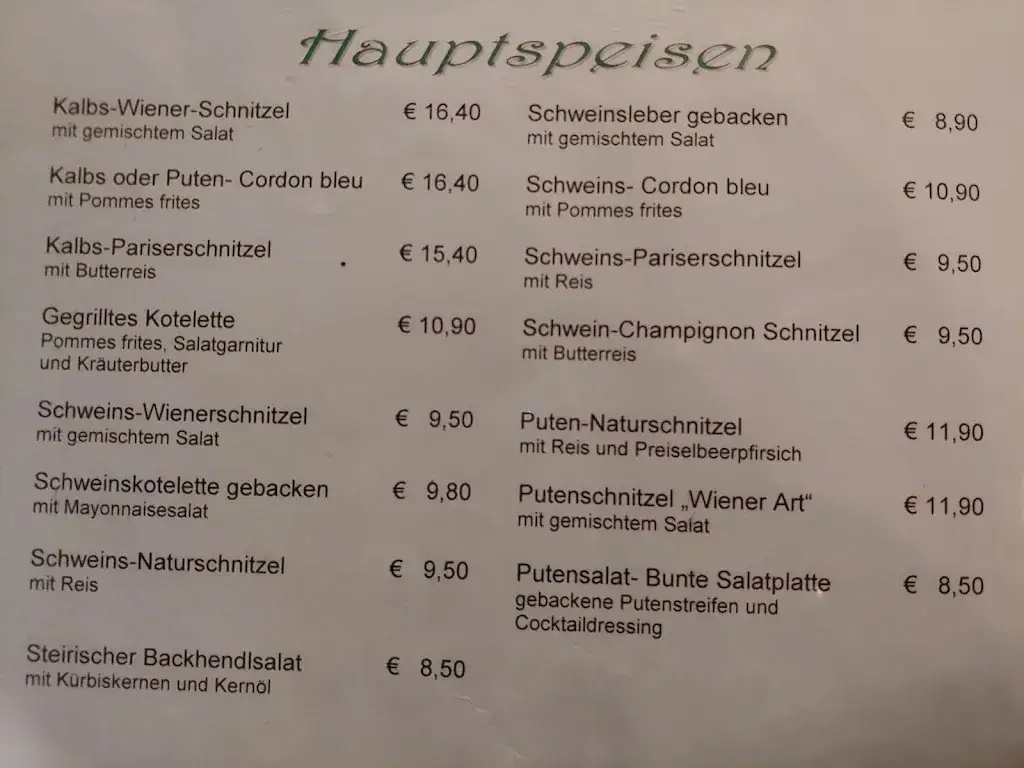 Hauptspeisen
Kalbs-Wiener-Schnitzel € 16,40
mit gemischtem Salat
Kalbs oder Puten- Cordon bleu € 16,40
mit Pommes frites
Kalbs-Pariserschnitzel € 15,40
mit Butterreis
Gegrilltes Kotelette € 10,90
Pommes frites, Salatgarnitur
und Kräuterbutter
Schweins-Wienerschnitzel € 9,50
mit gemischtem Salat
Schweinskotelette gebacken € 9,80
mit Mayonnaisesalat
Schweins-Naturschnitzel € 9,50
mit Reis
Steirischer Backhendlsalat € 8,50
mit Kürbiskernen und Kernöl
Schweinsleber gebacken € 8,90
mit gemischtem Salat
Schweins- Cordon bleu € 10,90
mit Pommes frites
Schweins-Pariserschnitzel € 9,50
mit Reis
Schwein-Champignon Schnitzel € 9,50
mit Butterreis
Puten-Naturschnitzel € 11,90
mit Reis und Preiselbeerpfirsich
Putenschnitzel „Wiener Art“ € 11,90
mit gemischtem Salat
Putensalat- Bunte Salatplatte € 8,50
gebackene Putenstreifen und
Cocktaildressing